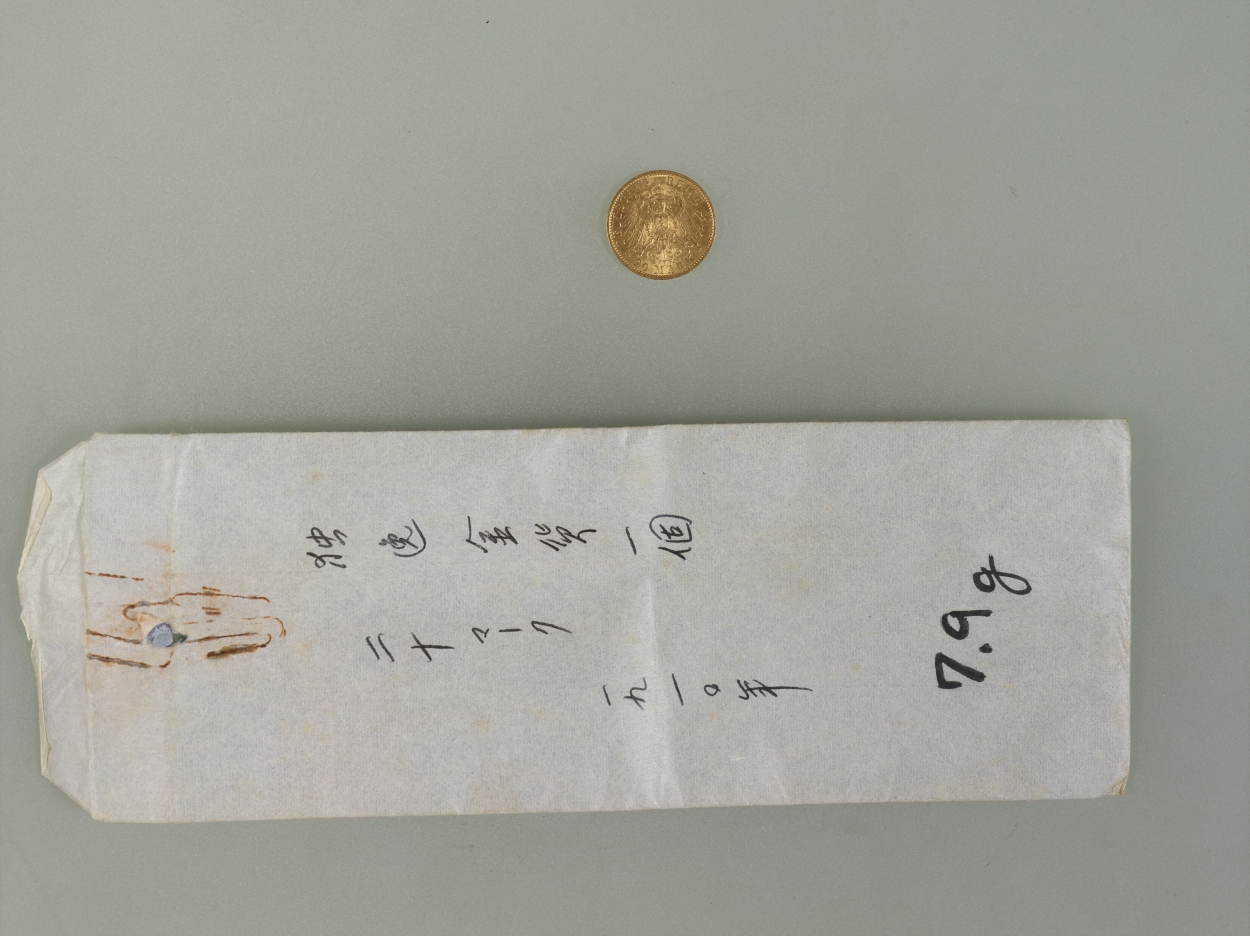 独逸金貨一個
二十マーク
一九一〇年
7.9g